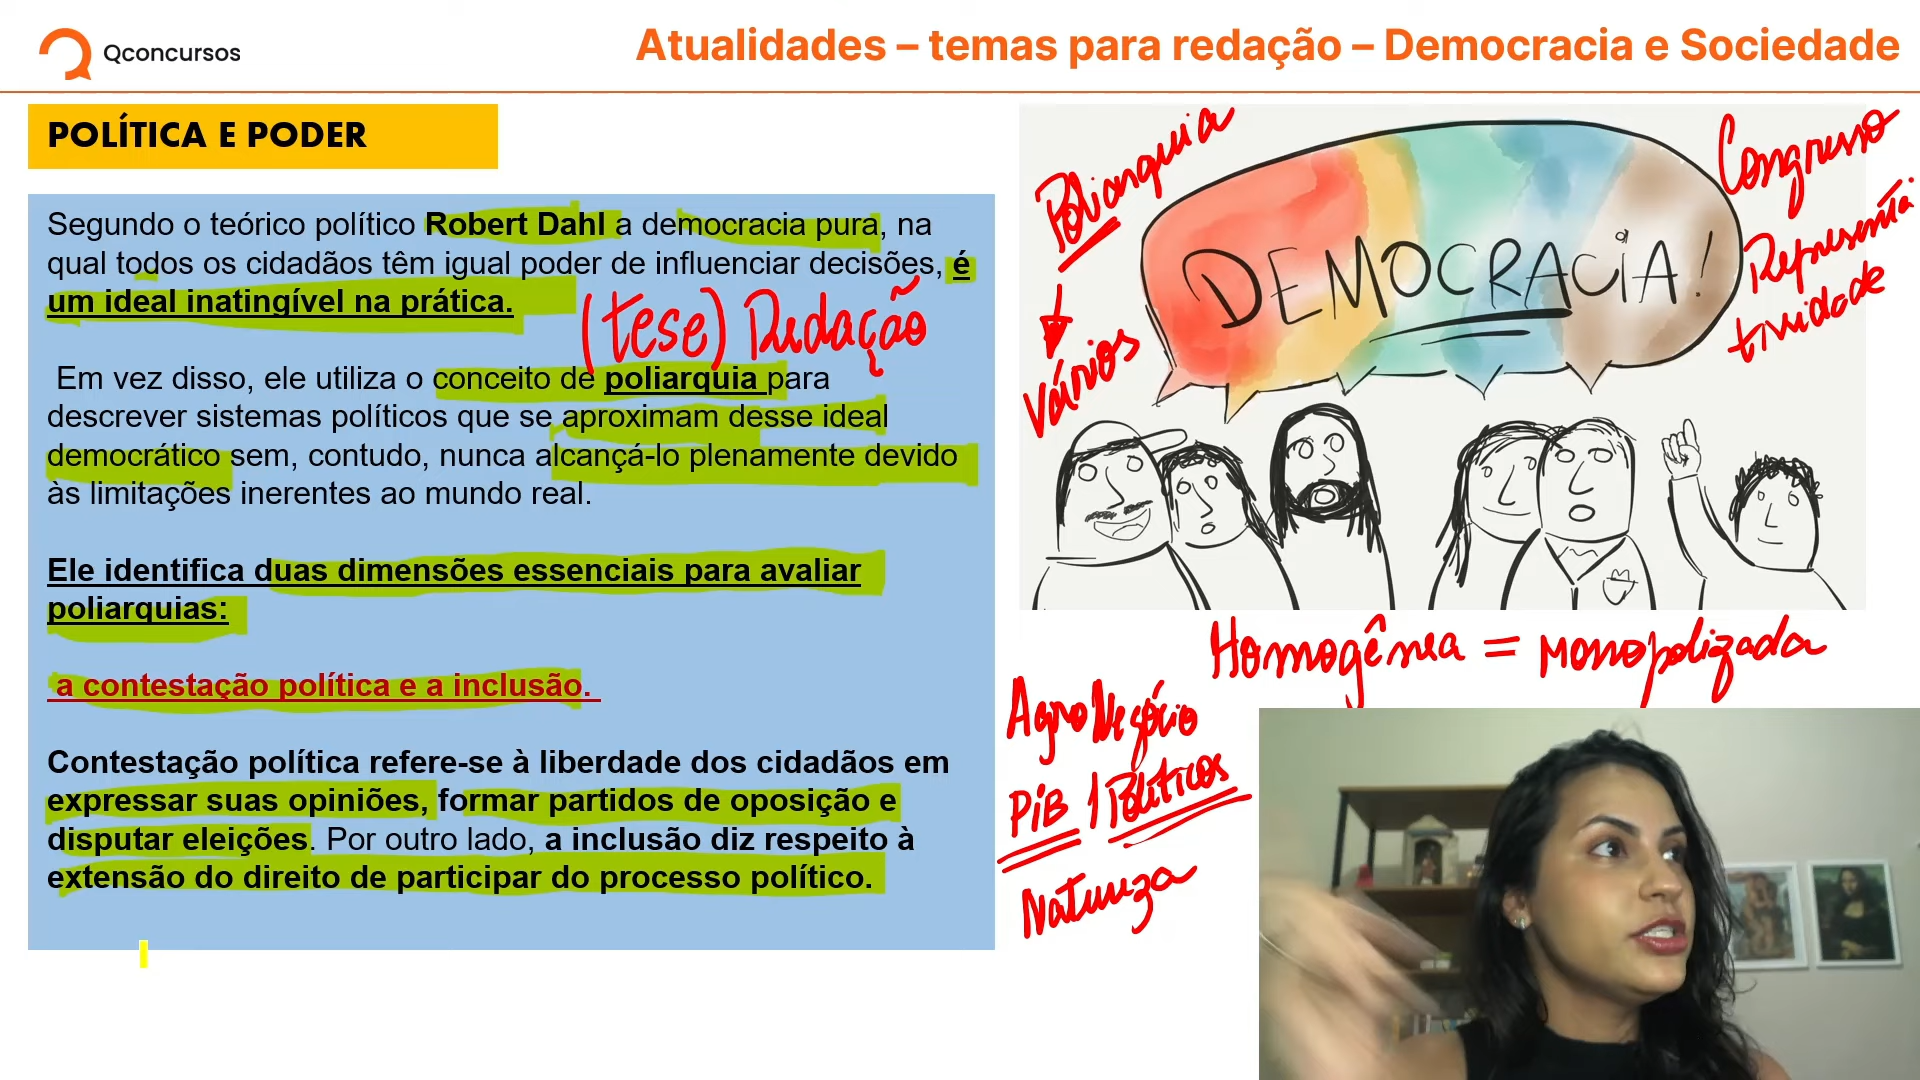 Qconcursos
Atualidades – temas para redação – Democracia e Sociedade
POLÍTICA E PODER
Segundo o teórico político Robert Dahl a democracia pura, na
qual todos os cidadãos têm igual poder de influenciar decisões, é
um ideal inatingível na prática.
(tese) Redação
Em vez disso, ele utiliza o conceito de poliarquia para
descrever sistemas políticos que se aproximam desse ideal
democrático sem, contudo, nunca alcançá-lo plenamente devido
às limitações inerentes ao mundo real.
Ele identifica duas dimensões essenciais para avaliar
poliarquias:
a contestação política e a inclusão.
Contestação política refere-se à liberdade dos cidadãos em
expressar suas opiniões, formar partidos de oposição e
disputar eleições. Por outro lado, a inclusão diz respeito à
extensão do direito de participar do processo político.
Poliarquia
vários
DEMOCRACIA!
Congresso
Representa
tividade
Homogênea = monopolizada
AgroNegócio
PIB / Políticos
Natureza